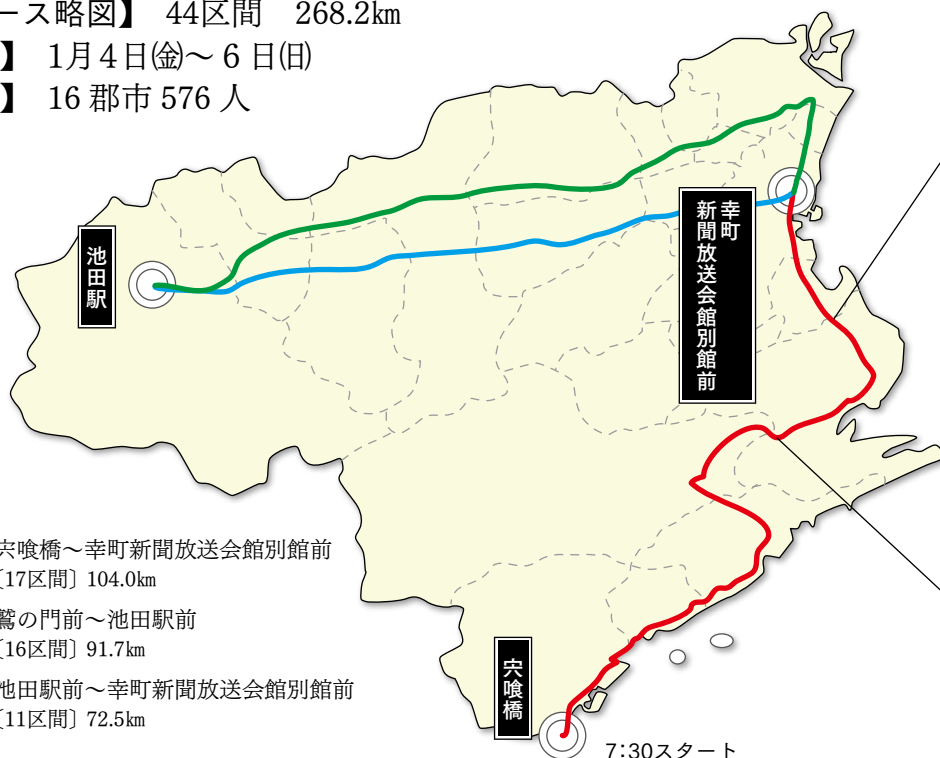 ース略図】 44区間 268.2km
】 1月4日㈮〜6日㈰
】 16郡市576人
池田駅
幸町
新聞放送会館別館前
宍喰橋〜幸町新聞放送会館別館前
〔17区間〕104.0km
鷲の門前〜池田駅前
〔16区間〕91.7km
池田駅前〜幸町新聞放送会館別館前
〔11区間〕72.5km
宍喰橋
7:30スタート